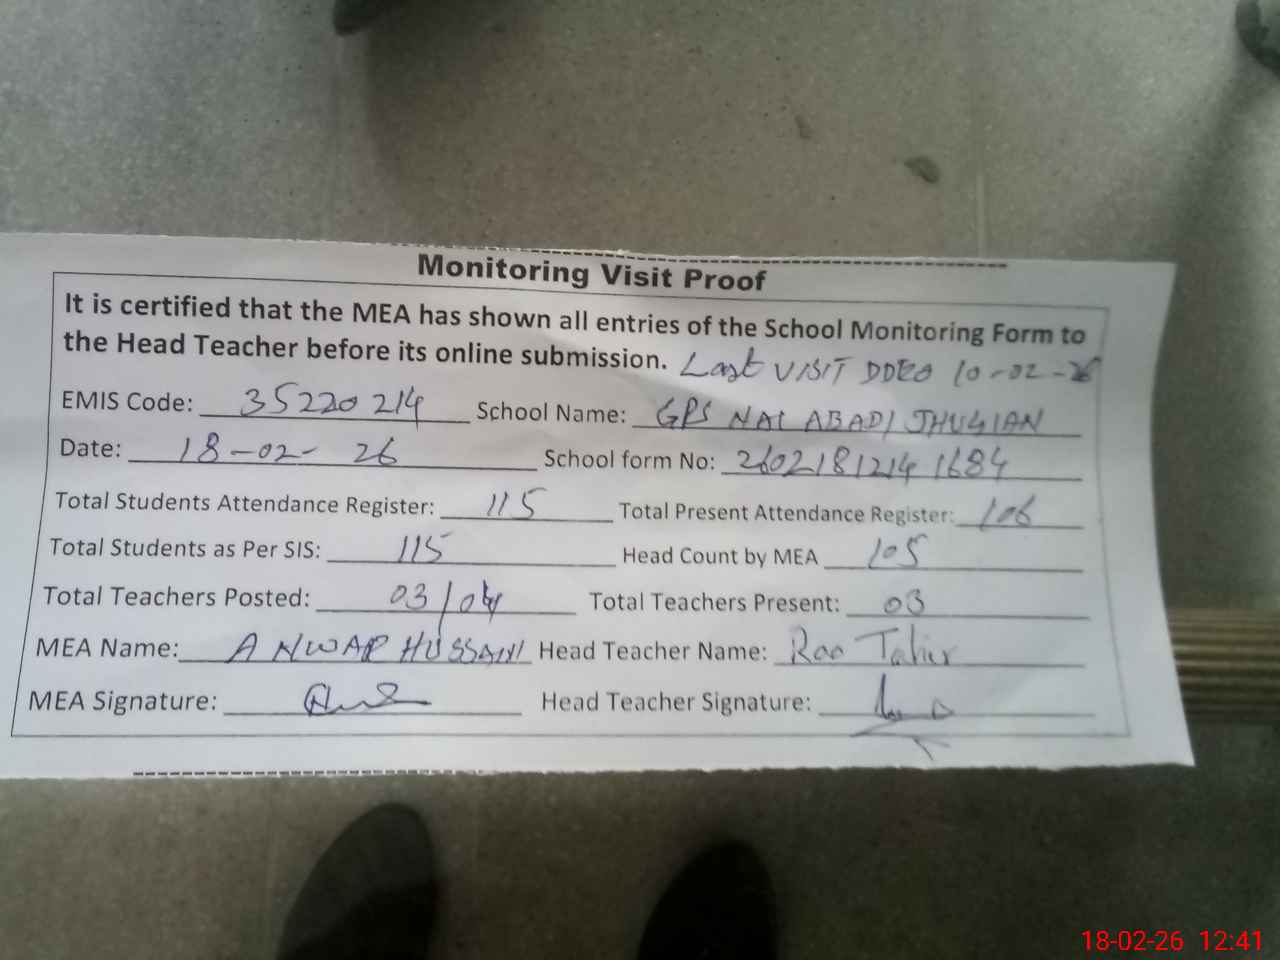 Monitoring Visit Proof
It is certified that the MEA has shown all entries of the School Monitoring Form to
the Head Teacher before its online submission. Last VISIT DDEO 10-02-26
EMIS Code: 35220214 School Name: GPS NAI ABADI JHUGIAN
Date: 18-02-26 School form No: 2602181214 1684
Total Students Attendance Register: 115 Total Present Attendance Register: 106
Total Students as Per SIS: 115 Head Count by MEA 105
Total Teachers Posted: 03/04 Total Teachers Present: 03
MEA Name: ANWAR HUSSAIN Head Teacher Name: Rao Tahir
MEA Signature: Head Teacher Signature:
18-02-26 12:41